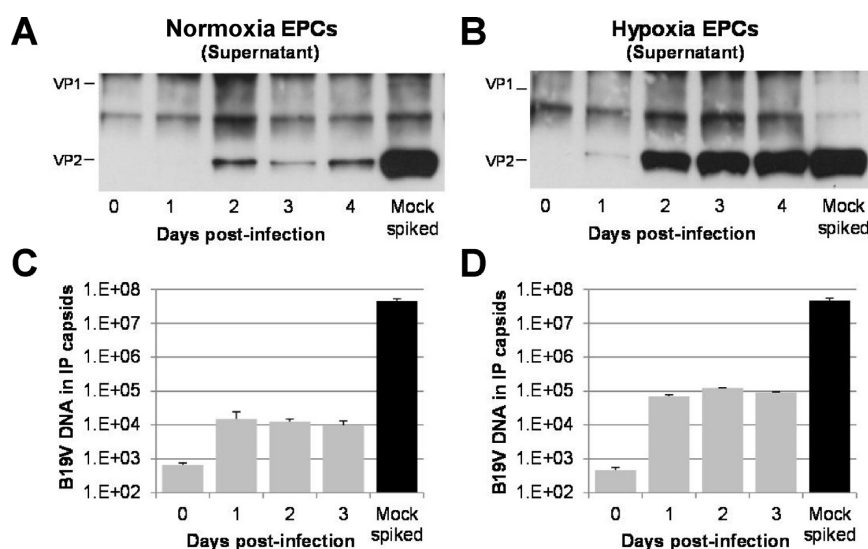 A
Normoxia EPCs
(Supernatant)
VP1
VP2
0 1 2 3 4 Mock spiked
Days post-infection
B
Hypoxia EPCs
(Supernatant)
VP1
VP2
0 1 2 3 4 Mock spiked
Days post-infection
C
B19V DNA in IP capsids
1.E+08
1.E+07
1.E+06
1.E+05
1.E+04
1.E+03
1.E+02
0 1 2 3 Mock spiked
Days post-infection
D
B19V DNA in IP capsids
1.E+08
1.E+07
1.E+06
1.E+05
1.E+04
1.E+03
1.E+02
0 1 2 3 Mock spiked
Days post-infection